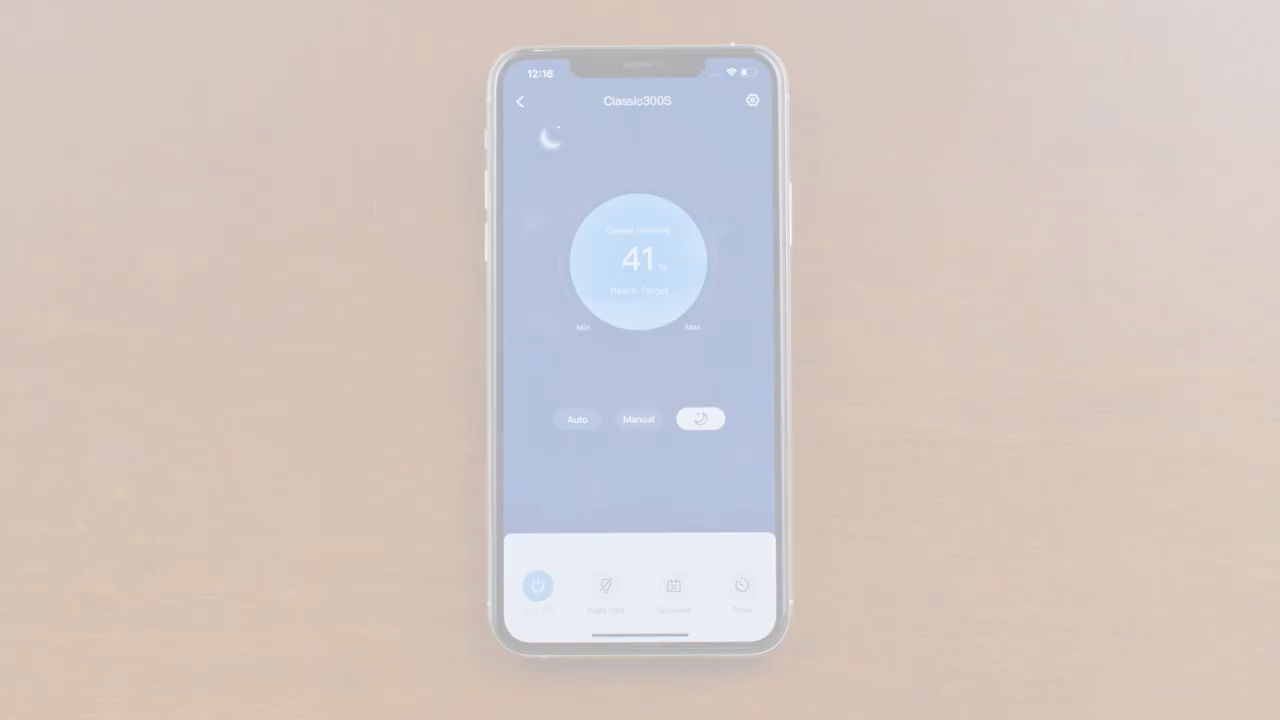 12:16
Classic300S
Current Humidity
41%
Reach Target
Min Max
Auto Manual
Night Light Schedule Timer